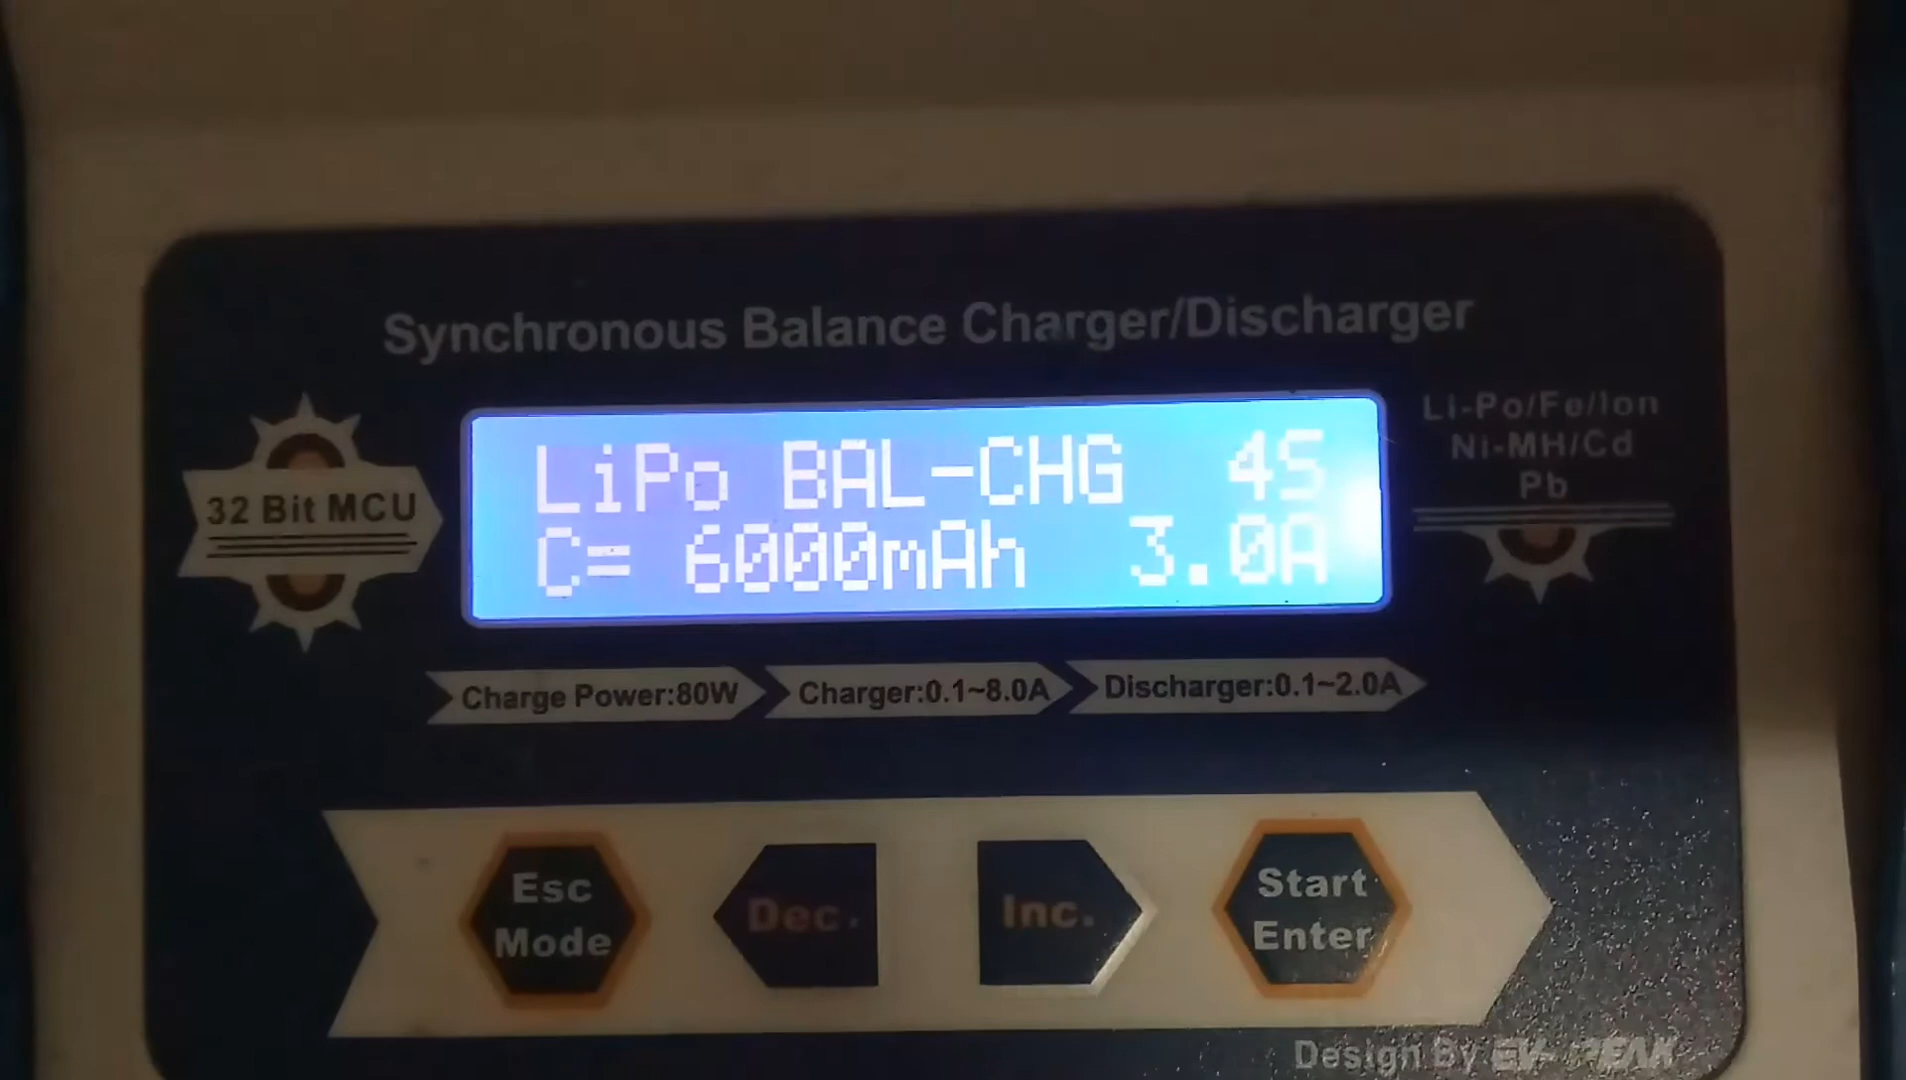 Synchronous Balance Charger/Discharger
32 Bit MCU
LiPo BAL-CHG 4S
C= 6000mAh 3.0A
Li-Po/Fe/Ion
Ni-MH/Cd
Pb
Charge Power:80W
Charger:0.1~8.0A
Discharger:0.1~2.0A
Esc
Mode
Dec.
Inc.
Start
Enter
Design By EV-PEAK